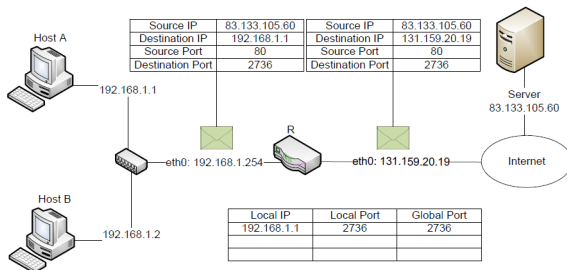 Host A
192.168.1.1
Source IP 83.133.105.60
Destination IP 192.168.1.1
Source Port 80
Destination Port 2736
Source IP 83.133.105.60
Destination IP 131.159.20.19
Source Port 80
Destination Port 2736
Server
83.133.105.60
R
eth0: 192.168.1.254
eth0: 131.159.20.19
Internet
Host B
192.168.1.2
Local IP Local Port Global Port
192.168.1.1 2736 2736